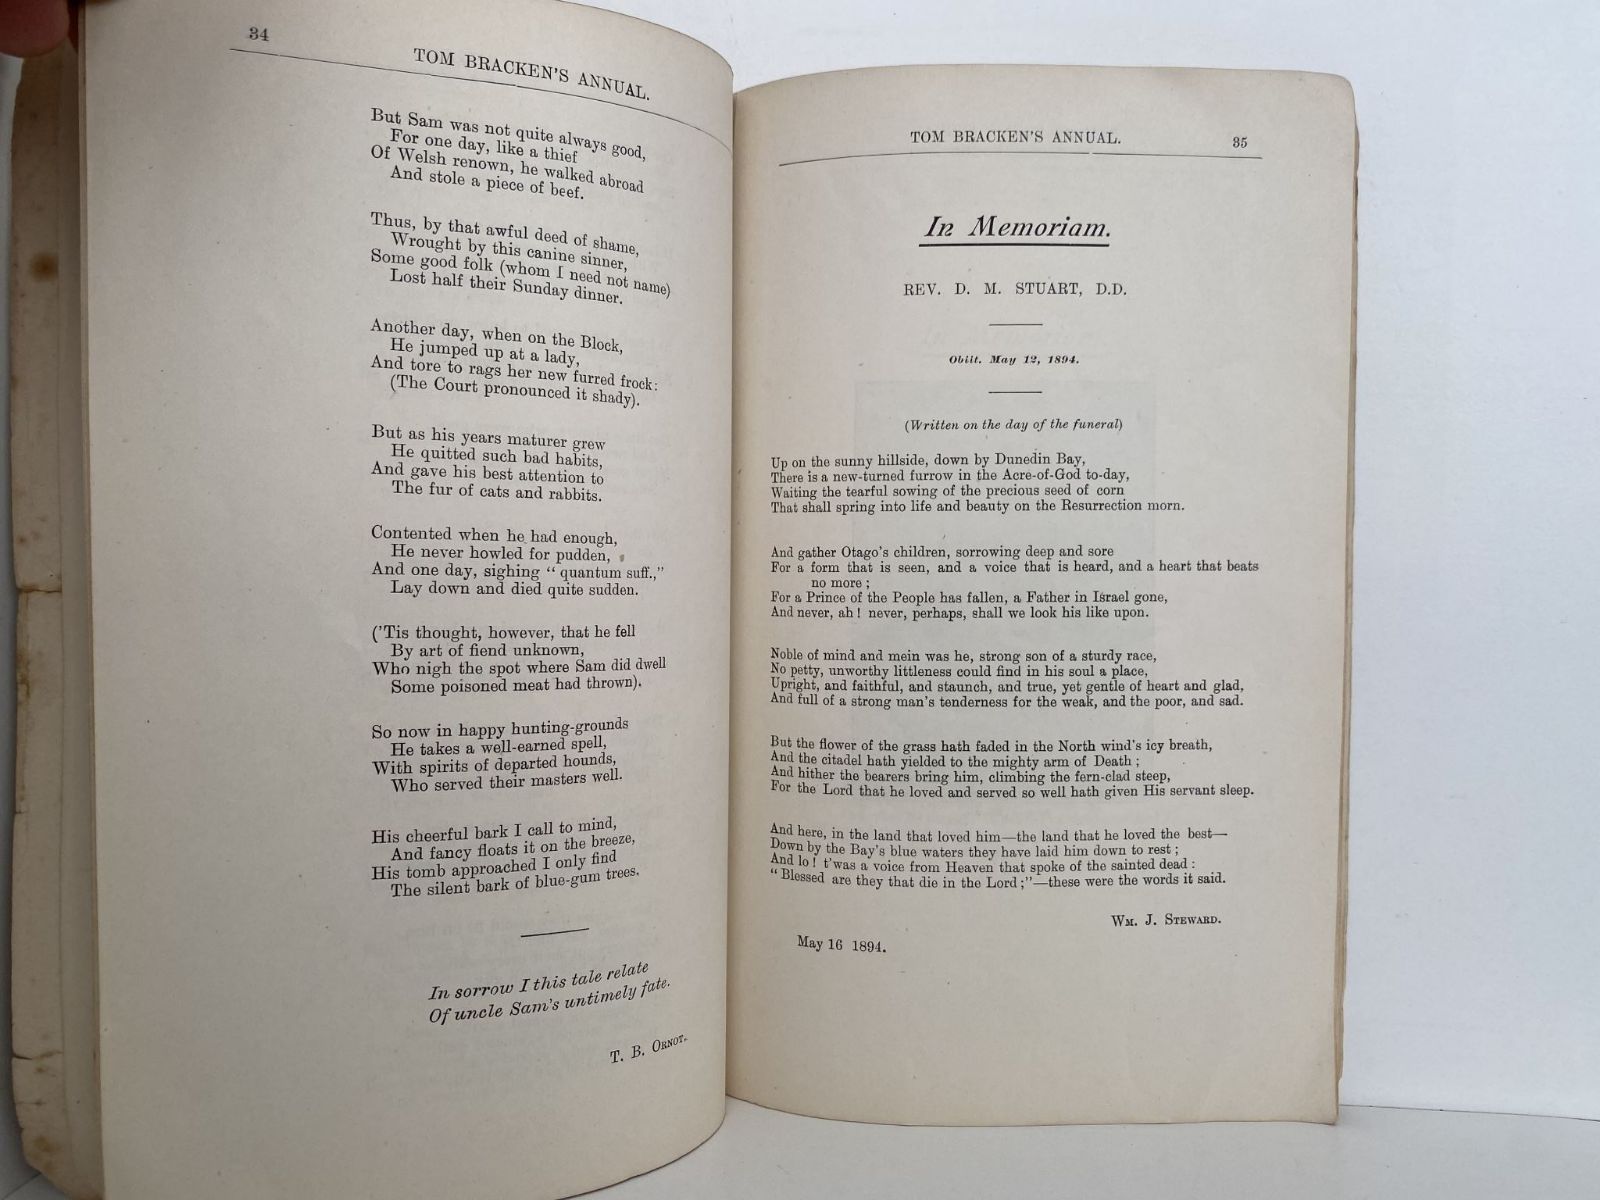 34
TOM BRACKEN'S ANNUAL.
But Sam was not quite always good,
For one day, like a thief
Of Welsh renown, he walked abroad
And stole a piece of beef.
Thus, by that awful deed of shame,
Wrought by this canine sinner,
Some good folk (whom I need not name)
Lost half their Sunday dinner.
Another day, when on the Block,
He jumped up at a lady,
And tore to rags her new furred frock:
(The Court pronounced it shady).
But as his years maturer grew
He quitted such bad habits,
And gave his best attention to
The fur of cats and rabbits.
Contented when he had enough,
He never howled for pudden,
And one day, sighing "quantum suff.,"
Lay down and died quite sudden.
('Tis thought, however, that he fell
By art of fiend unknown,
Who nigh the spot where Sam did dwell
Some poisoned meat had thrown).
So now in happy hunting-grounds
He takes a well-earned spell,
With spirits of departed hounds,
Who served their masters well.
His cheerful bark I call to mind,
And fancy floats it on the breeze,
His tomb approached I only find
The silent bark of blue-gum trees.
In sorrow I this tale relate
Of uncle Sam's untimely fate.
T. B. ORNOT.
TOM BRACKEN'S ANNUAL.
35
In Memoriam.
REV. D. M. STUART, D.D.
Obiit. May 12, 1894.
(Written on the day of the funeral)
Up on the sunny hillside, down by Dunedin Bay,
There is a new-turned furrow in the Acre-of-God to-day,
Waiting the tearful sowing of the precious seed of corn
That shall spring into life and beauty on the Resurrection morn.
And gather Otago's children, sorrowing deep and sore
For a form that is seen, and a voice that is heard, and a heart that beats
no more;
For a Prince of the People has fallen, a Father in Israel gone,
And never, ah! never, perhaps, shall we look his like upon.
Noble of mind and mein was he, strong son of a sturdy race,
No petty, unworthy littleness could find in his soul a place,
Upright, and faithful, and staunch, and true, yet gentle of heart and glad,
And full of a strong man's tenderness for the weak, and the poor, and sad.
But the flower of the grass hath faded in the North wind's icy breath,
And the citadel hath yielded to the mighty arm of Death;
And hither the bearers bring him, climbing the fern-clad steep,
For the Lord that he loved and served so well hath given His servant sleep.
And here, in the land that loved him—the land that he loved the best—
Down by the Bay's blue waters they have laid him down to rest;
And lo! t'was a voice from Heaven that spoke of the sainted dead:
"Blessed are they that die in the Lord;"—these were the words it said.
WM. J. STEWARD.
May 16 1894.